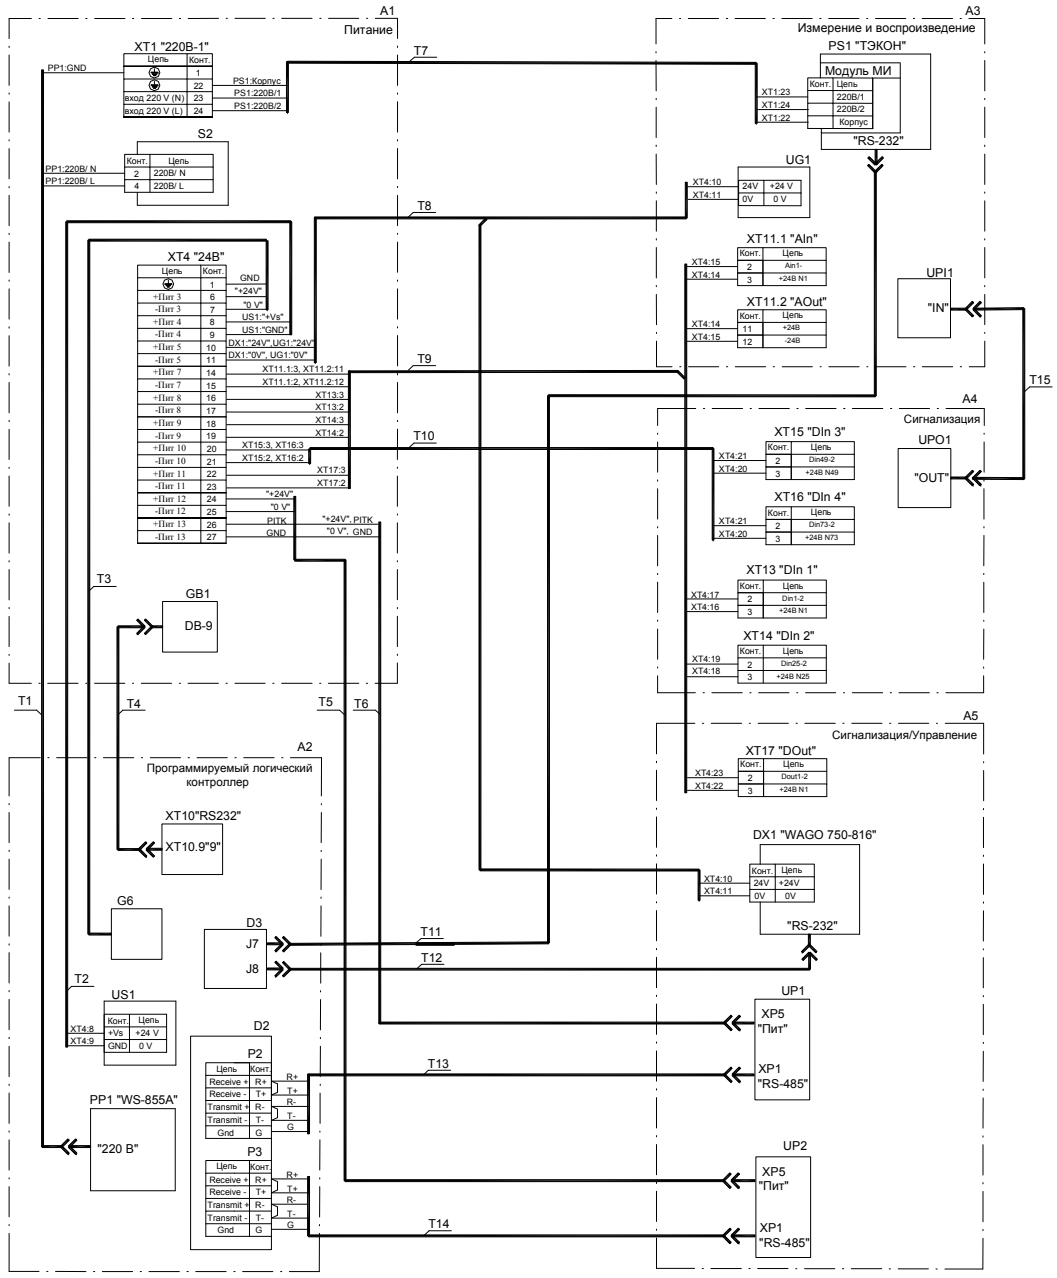 A1
Питание
XT1 "220В-1"
Цепь Конт.
1
22
вход 220 V (N) 23
вход 220 V (L) 24
PP1:GND
PS1:Корпус
PS1:220В/1
PS1:220В/2
T7
S2
Конт. Цепь
2 220В/ N
4 220В/ L
PP1:220В/ N
PP1:220В/ L
T8
XT4 "24В"
Цепь Конт.
1 GND
+Пит 3 6 "+24V"
-Пит 3 7 "0 V"
+Пит 4 8 US1:"+Vs"
-Пит 4 9 US1:"GND"
+Пит 5 10 DX1:"24V",UG1:"24V"
-Пит 5 11 DX1:"0V", UG1:"0V"
+Пит 7 14 XT11.1:3, XT11.2:11
-Пит 7 15 XT11.1:2, XT11.2:12
+Пит 8 16 XT13:3
-Пит 8 17 XT13:2
+Пит 9 18 XT14:3
-Пит 9 19 XT14:2
+Пит 10 20 XT15:3, XT16:3
-Пит 10 21 XT15:2, XT16:2
+Пит 11 22 XT17:3
-Пит 11 23 XT17:2
+Пит 12 24 "+24V"
-Пит 12 25 "0 V"
+Пит 13 26 PITK "+24V", PITK
-Пит 13 27 GND "0 V", GND
T9
T10
T3
GB1
DB-9
T1
T4
T5
T6
A3
Измерение и воспроизведение
PS1 "ТЭКОН"
Модуль МИ
Конт. Цепь
XT1:23 220В/1
XT1:24 220В/2
XT1:22 Корпус
"RS-232"
UG1
XT4:10 24V +24 V
XT4:11 0V 0 V
XT11.1 "AIn"
Конт. Цепь
XT4:15 2 Ain1-
XT4:14 3 +24В N1
XT11.2 "AOut"
Конт. Цепь
XT4:14 11 +24В
XT4:15 12 -24В
UPI1
"IN"
T15
A4
Сигнализация
UPO1
"OUT"
XT15 "DIn 3"
Конт. Цепь
XT4:21 2 Din49-2
XT4:20 3 +24В N49
XT16 "DIn 4"
Конт. Цепь
XT4:21 2 Din73-2
XT4:20 3 +24В N73
XT13 "DIn 1"
Конт. Цепь
XT4:17 2 Din1-2
XT4:16 3 +24В N1
XT14 "DIn 2"
Конт. Цепь
XT4:19 2 Din25-2
XT4:18 3 +24В N25
A5
Сигнализация/Управление
XT17 "DOut"
Конт. Цепь
XT4:23 2 Dout1-2
XT4:22 3 +24В N1
DX1 "WAGO 750-816"
Конт. Цепь
XT4:10 24V +24V
XT4:11 0V 0V
"RS-232"
UP1
XP5
"Пит"
XP1
"RS-485"
UP2
XP5
"Пит"
XP1
"RS-485"
A2
Программируемый логический
контроллер
XT10"RS232"
XT10.9"9"
G6
D3
J7
J8
T11
T12
T2
US1
Конт. Цепь
XT4:8 +Vs +24 V
XT4:9 GND 0 V
PP1 "WS-855A"
"220 В"
D2
P2
Цепь Конт.
Receive + R+ R+
Receive - T+ T+
Transmit + R- R-
Transmit - T- T-
Gnd G G
T13
P3
Цепь Конт.
Receive + R+ R+
Receive - T+ T+
Transmit + R- R-
Transmit - T- T-
Gnd G G
T14